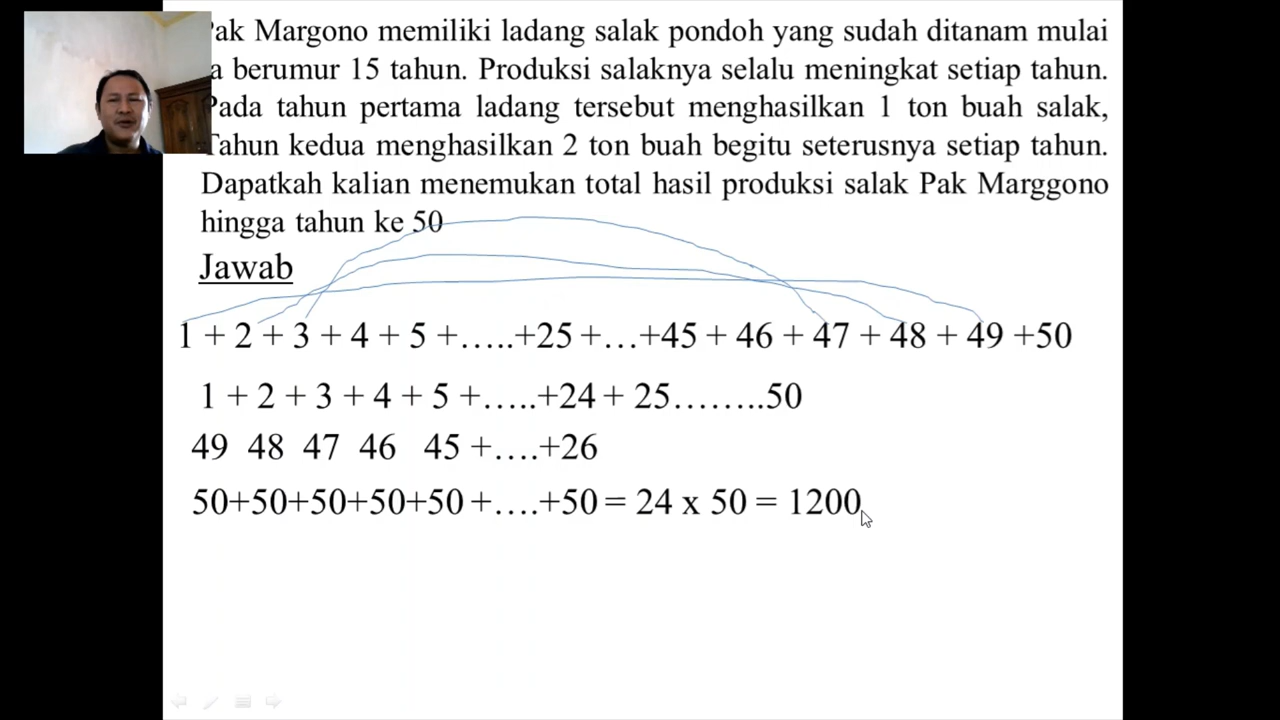 Pak Margono memiliki ladang salak pondoh yang sudah ditanam mulai
a berumur 15 tahun. Produksi salaknya selalu meningkat setiap tahun.
Pada tahun pertama ladang tersebut menghasilkan 1 ton buah salak,
Tahun kedua menghasilkan 2 ton buah begitu seterusnya setiap tahun.
Dapatkah kalian menemukan total hasil produksi salak Pak Marggono
hingga tahun ke 50
Jawab
1 + 2 + 3 + 4 + 5 +…..+25 +…+45 + 46 + 47 + 48 + 49 +50
1 + 2 + 3 + 4 + 5 +…..+24 + 25……..50
49 48 47 46 45 +….+26
50+50+50+50+50 +….+50 = 24 x 50 = 1200